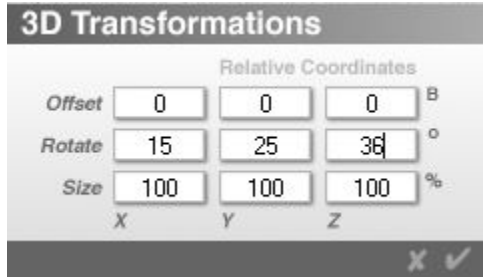 3D Transformations
Relative Coordinates
Offset 0 0 0 B
Rotate 15 25 36 °
Size 100 100 100 %
X Y Z